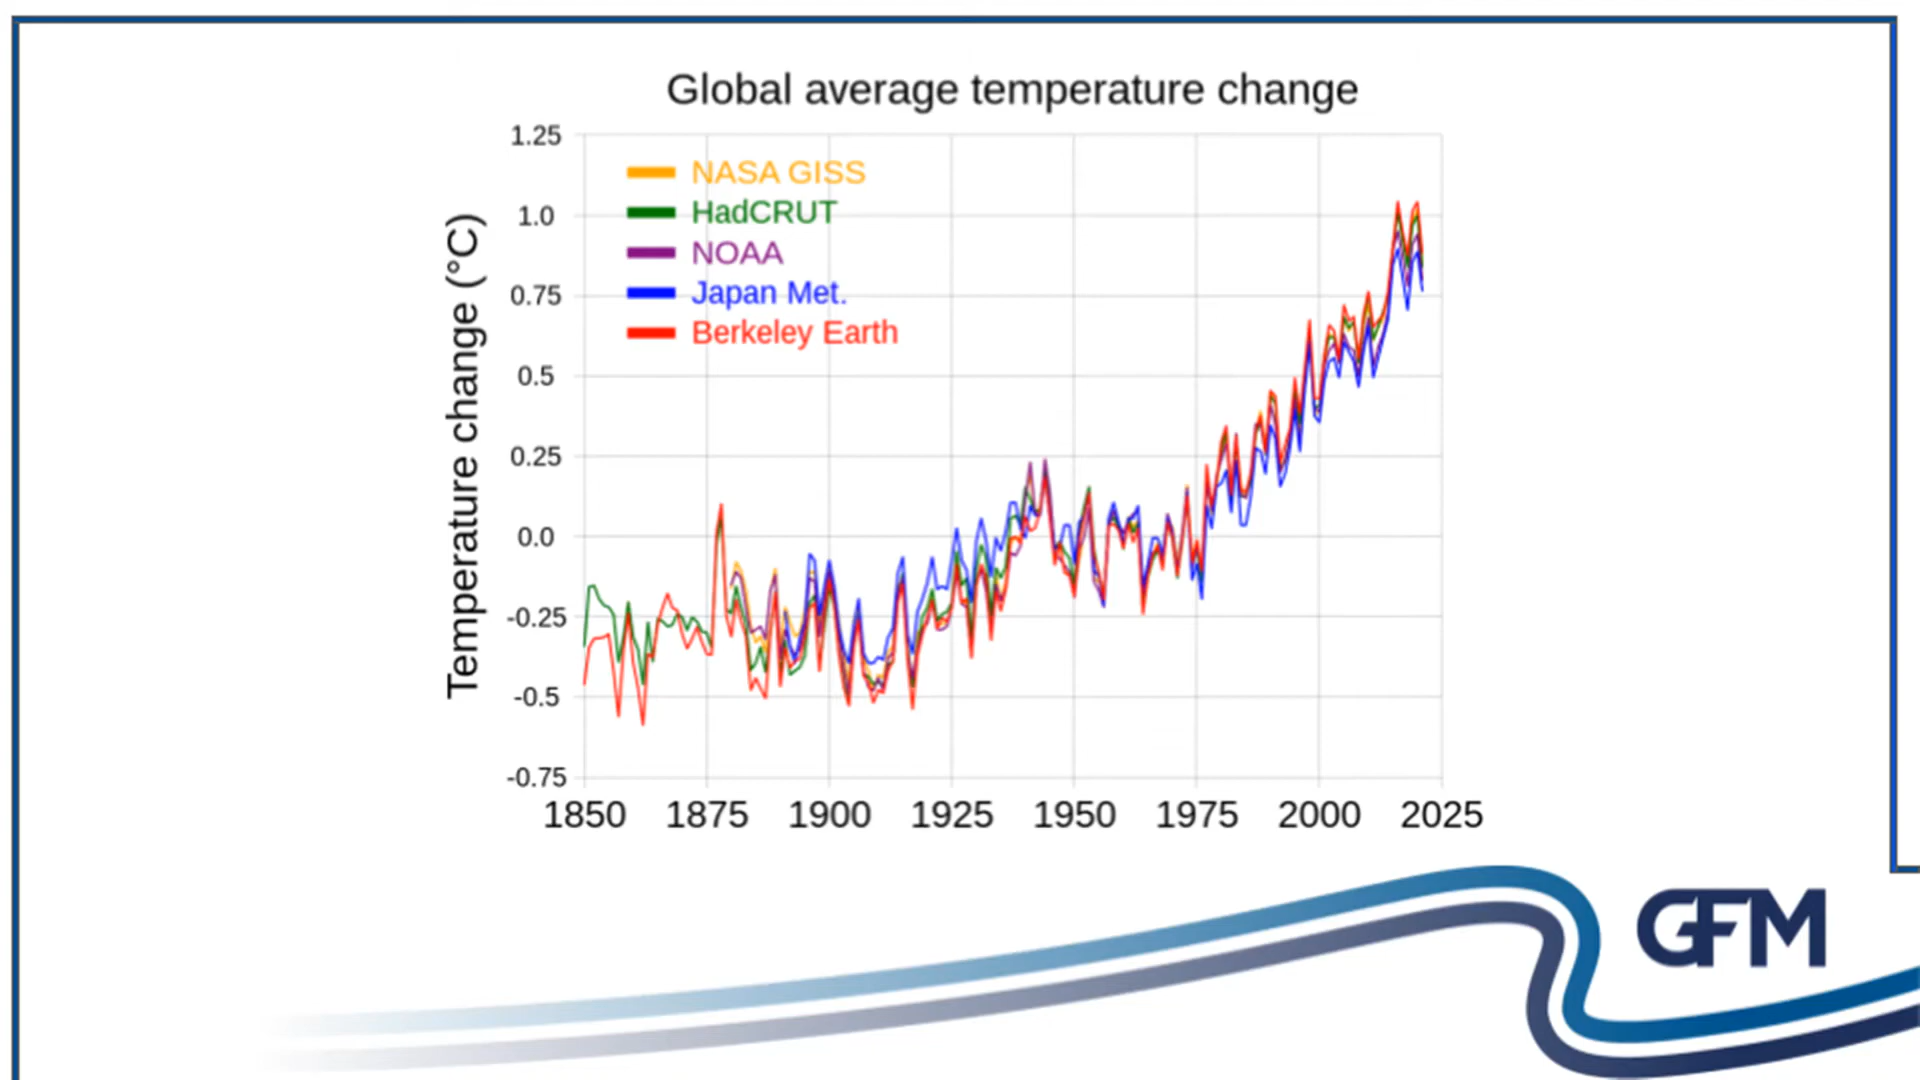 Global average temperature change
Temperature change (°C)
1.25
1.0
0.75
0.5
0.25
0.0
-0.25
-0.5
-0.75
NASA GISS
HadCRUT
NOAA
Japan Met.
Berkeley Earth
1850 1875 1900 1925 1950 1975 2000 2025
GFM